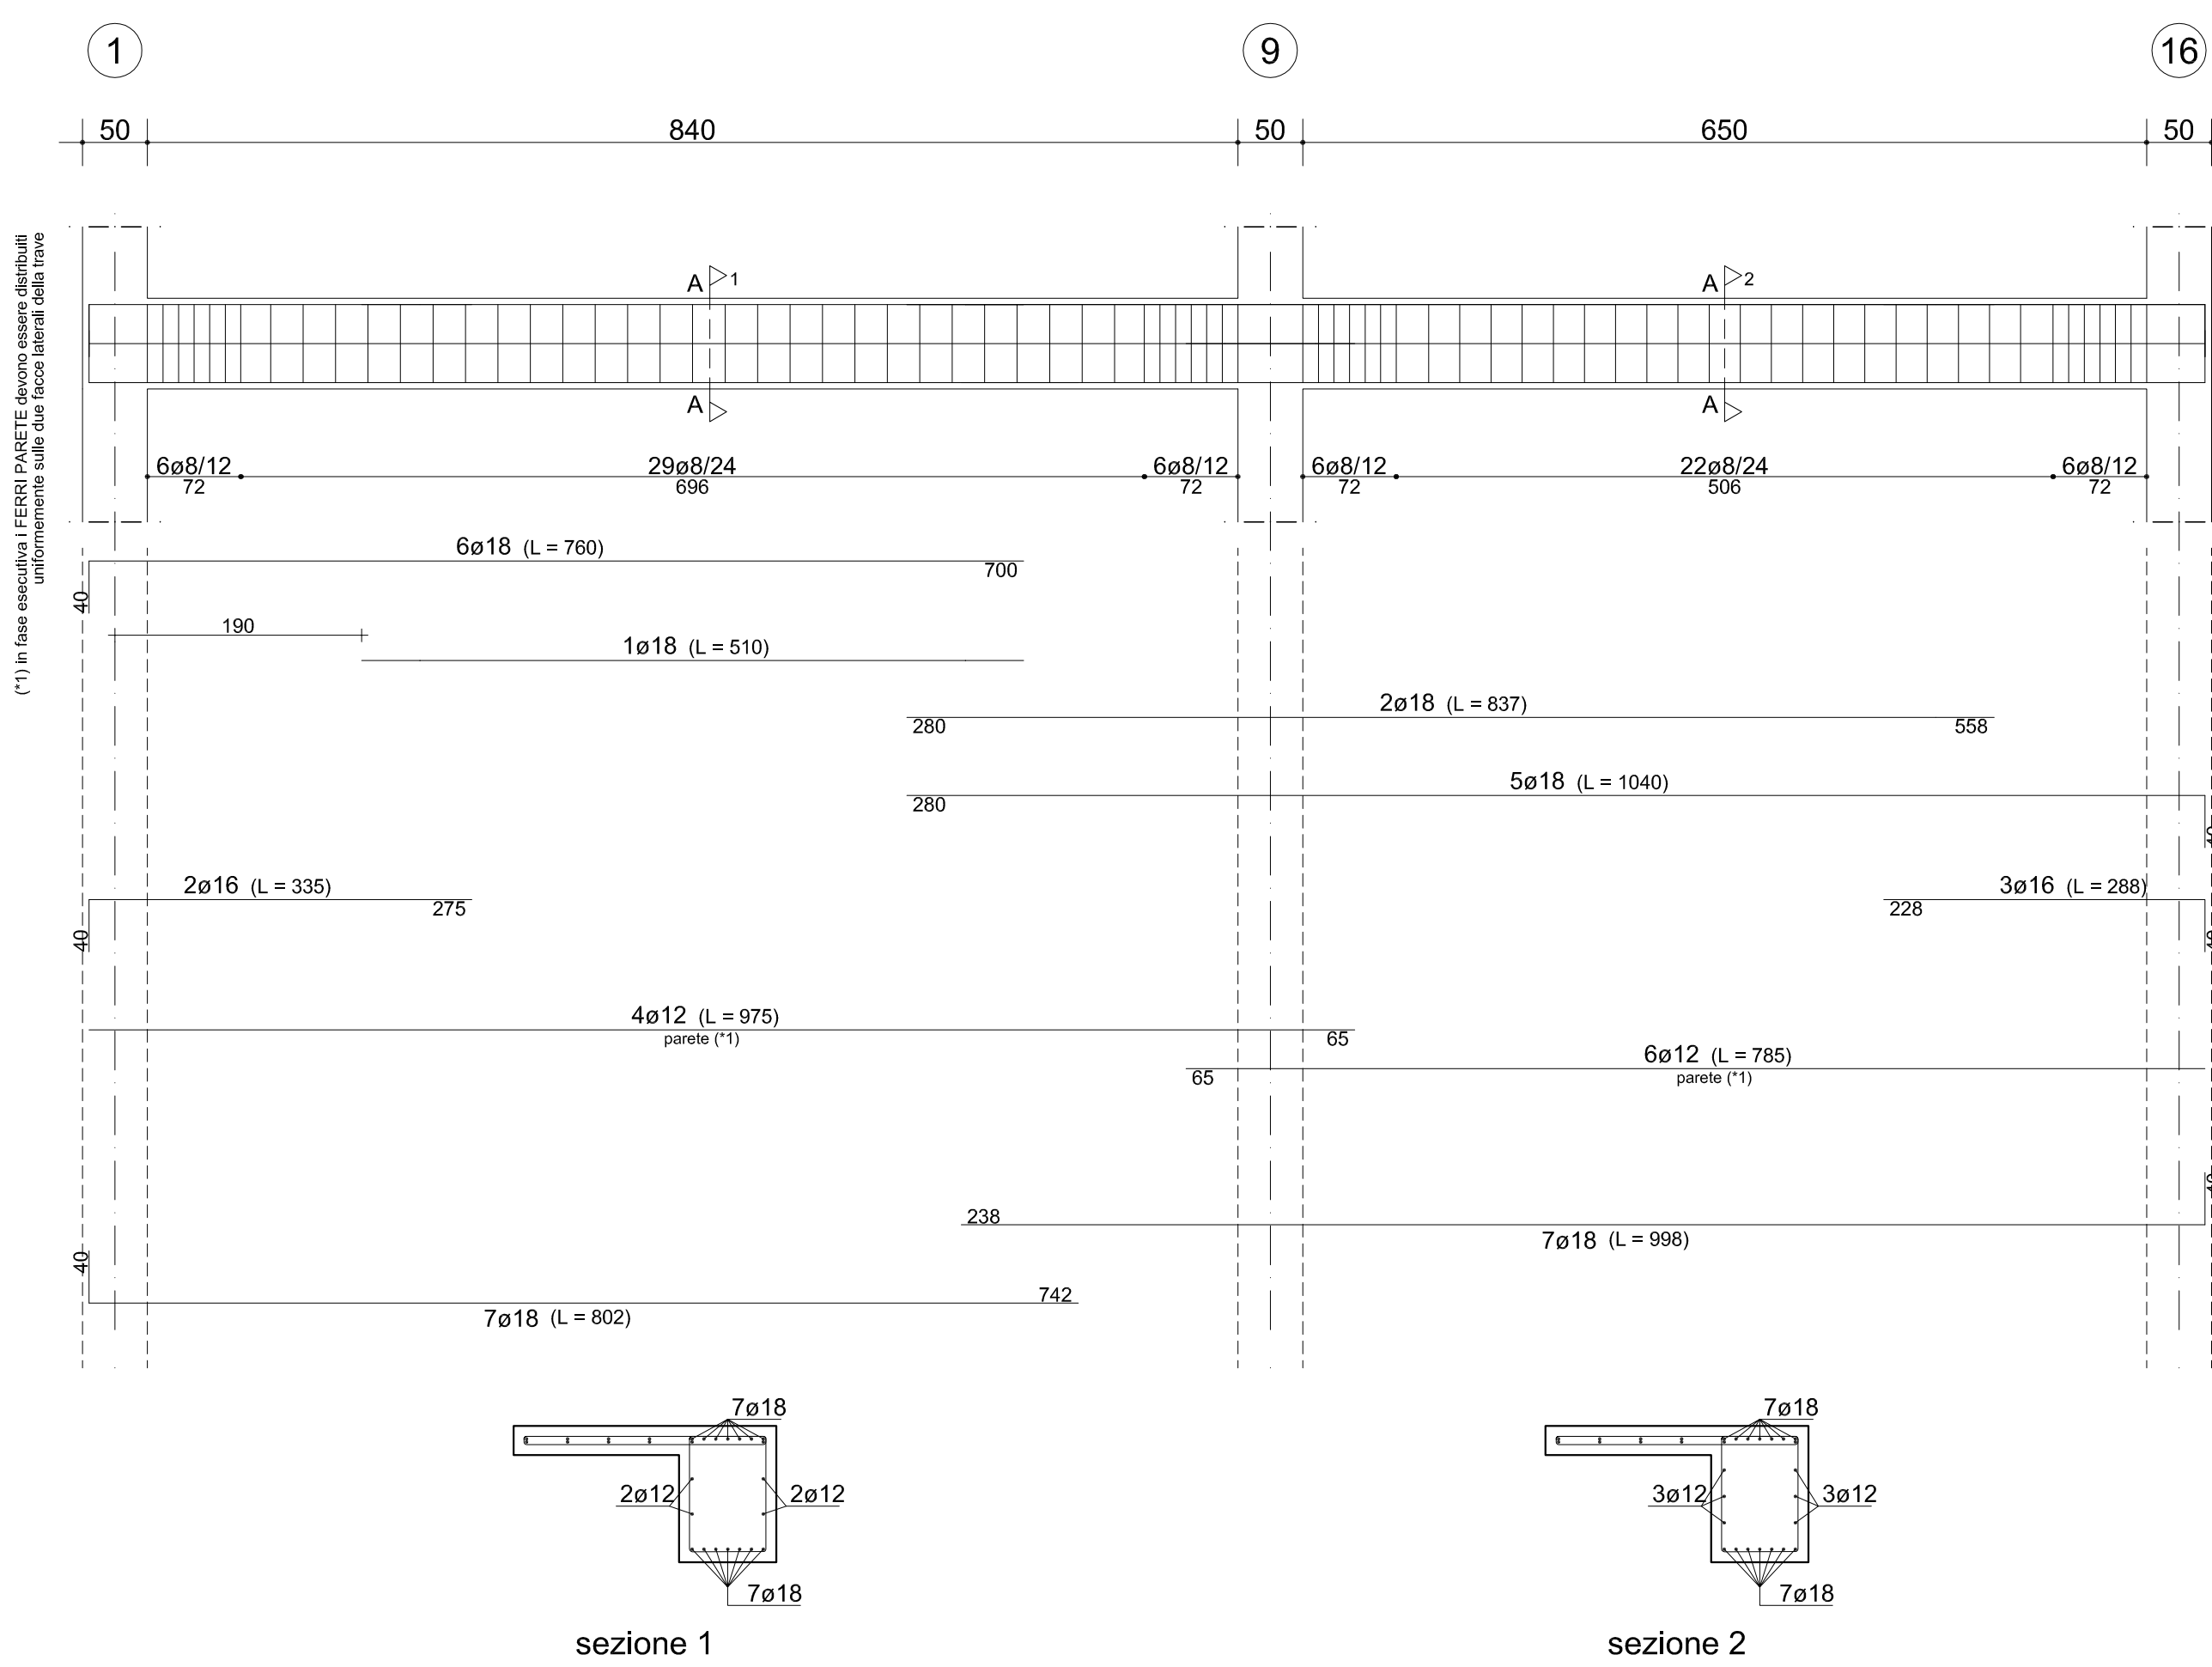 1
9
16
50
840
50
650
50
(*1) in fase esecutiva i FERRI PARETE devono essere distribuiti
uniformemente sulle due facce laterali della trave
A
1
A
2
A
A
6ø8/12
29ø8/24
6ø8/12
6ø8/12
22ø8/24
6ø8/12
72
696
72
72
506
72
6ø18 (L = 760)
700
40
190
1ø18 (L = 510)
2ø18 (L = 837)
280
558
5ø18 (L = 1040)
280
2ø16 (L = 335)
275
40
3ø16 (L = 288)
228
4ø12 (L = 975)
parete (*1)
65
6ø12 (L = 785)
parete (*1)
65
238
7ø18 (L = 998)
40
742
7ø18 (L = 802)
7ø18
2ø12
2ø12
7ø18
sezione 1
7ø18
3ø12
3ø12
7ø18
sezione 2